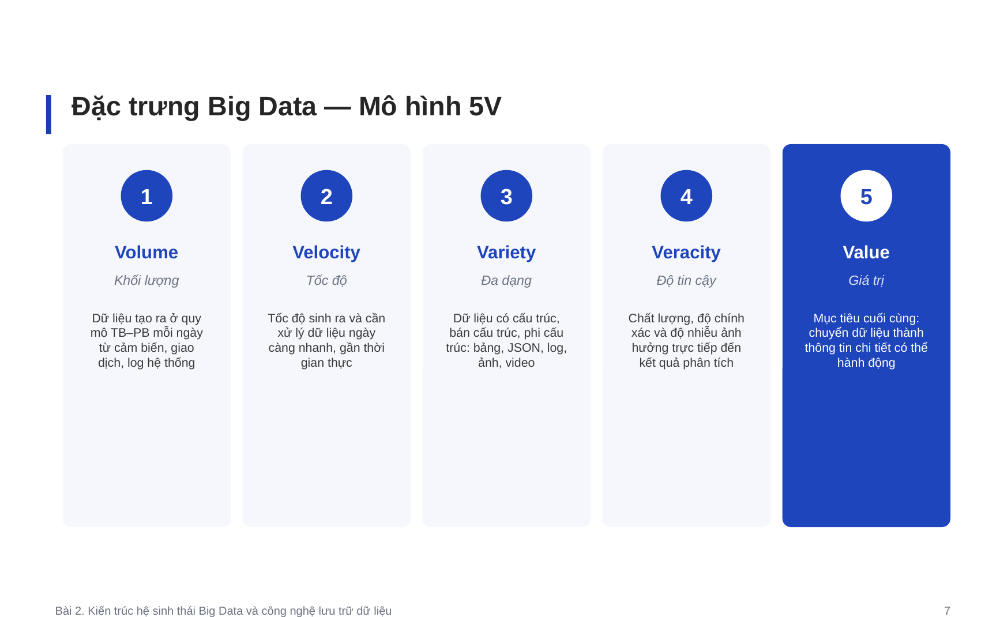 Đặc trưng Big Data — Mô hình 5V
1
Volume
Khối lượng
Dữ liệu tạo ra ở quy
mô TB–PB mỗi ngày
từ cảm biến, giao
dịch, log hệ thống
2
Velocity
Tốc độ
Tốc độ sinh ra và cần
xử lý dữ liệu ngày
càng nhanh, gần thời
gian thực
3
Variety
Đa dạng
Dữ liệu có cấu trúc,
bán cấu trúc, phi cấu
trúc: bảng, JSON, log,
ảnh, video
4
Veracity
Độ tin cậy
Chất lượng, độ chính
xác và độ nhiễu ảnh
hưởng trực tiếp đến
kết quả phân tích
5
Value
Giá trị
Mục tiêu cuối cùng:
chuyển dữ liệu thành
thông tin chi tiết có thể
hành động
Bài 2. Kiến trúc hệ sinh thái Big Data và công nghệ lưu trữ dữ liệu
7